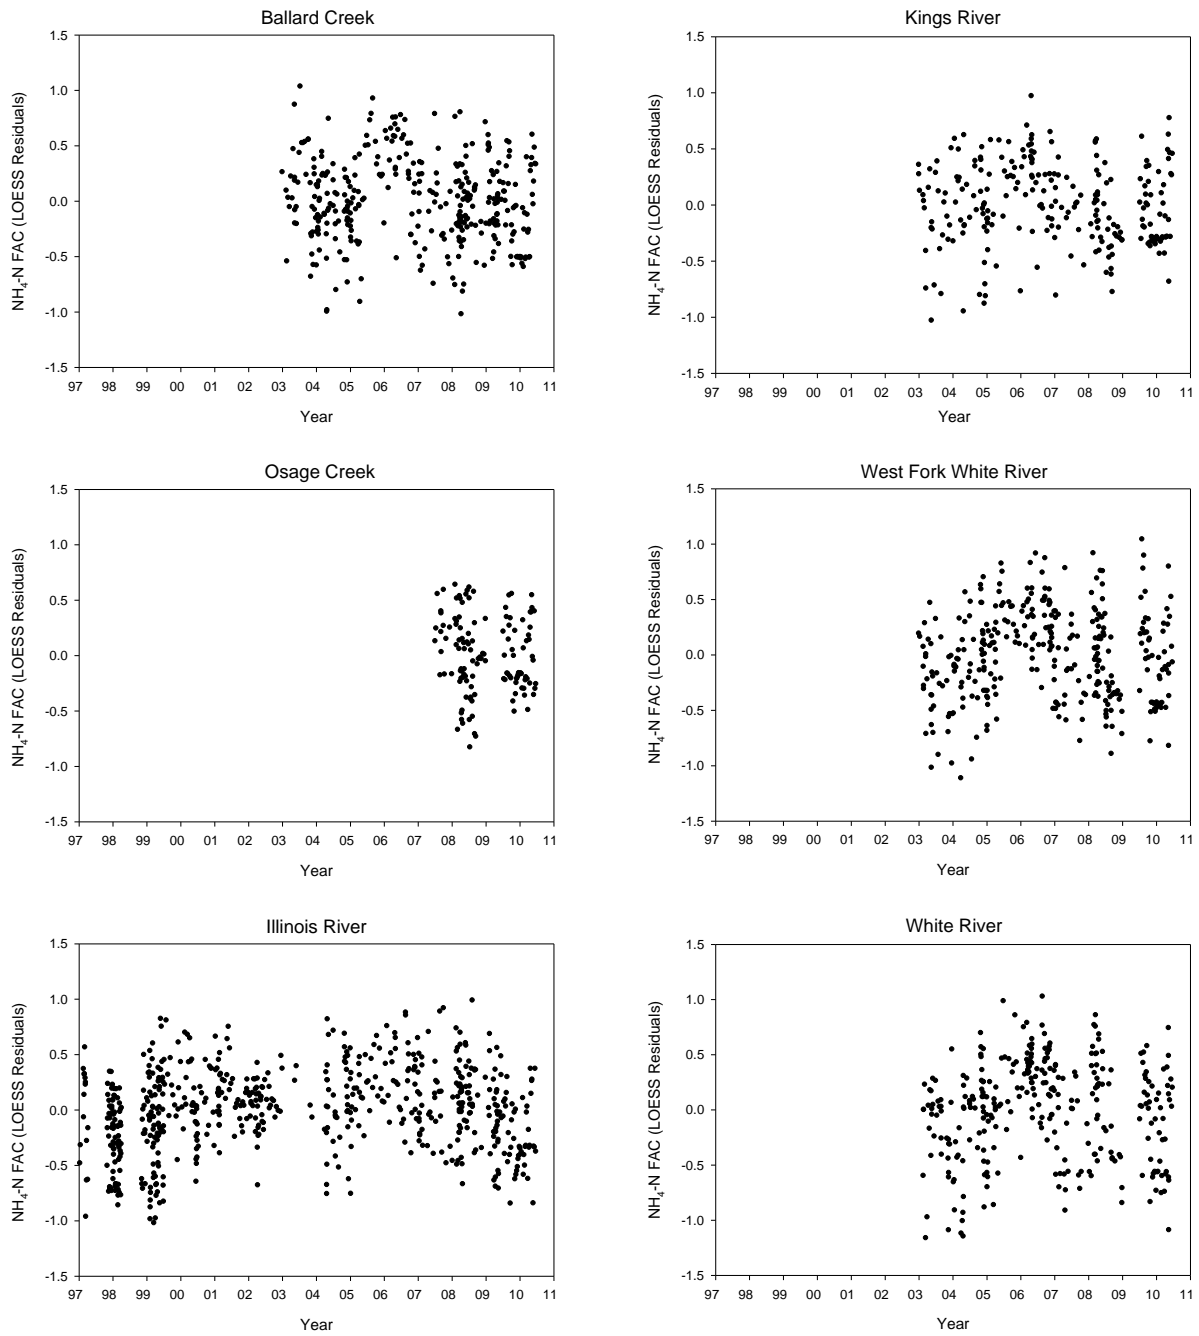 Ballard Creek
NH₄-N FAC (LOESS Residuals)
1.5
1.0
0.5
0.0
-0.5
-1.0
-1.5
97 98 99 00 01 02 03 04 05 06 07 08 09 10 11
Year
Kings River
NH₄-N FAC (LOESS Residuals)
1.5
1.0
0.5
0.0
-0.5
-1.0
-1.5
97 98 99 00 01 02 03 04 05 06 07 08 09 10 11
Year
Osage Creek
NH₄-N FAC (LOESS Residuals)
1.5
1.0
0.5
0.0
-0.5
-1.0
-1.5
97 98 99 00 01 02 03 04 05 06 07 08 09 10 11
Year
West Fork White River
NH₄-N FAC (LOESS Residuals)
1.5
1.0
0.5
0.0
-0.5
-1.0
-1.5
97 98 99 00 01 02 03 04 05 06 07 08 09 10 11
Year
Illinois River
NH₄-N FAC (LOESS Residuals)
1.5
1.0
0.5
0.0
-0.5
-1.0
-1.5
97 98 99 00 01 02 03 04 05 06 07 08 09 10 11
Year
White River
NH₄-N FAC (LOESS Residuals)
1.5
1.0
0.5
0.0
-0.5
-1.0
-1.5
97 98 99 00 01 02 03 04 05 06 07 08 09 10 11
Year